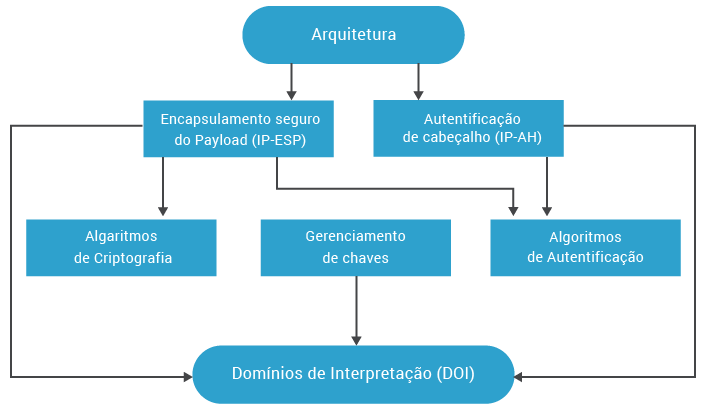 Arquitetura
Encapsulamento seguro
do Payload (IP-ESP)
Autentificação
de cabeçalho (IP-AH)
Algaritmos
de Criptografia
Gerenciamento
de chaves
Algoritmos
de Autentificação
Domínios de Interpretação (DOI)